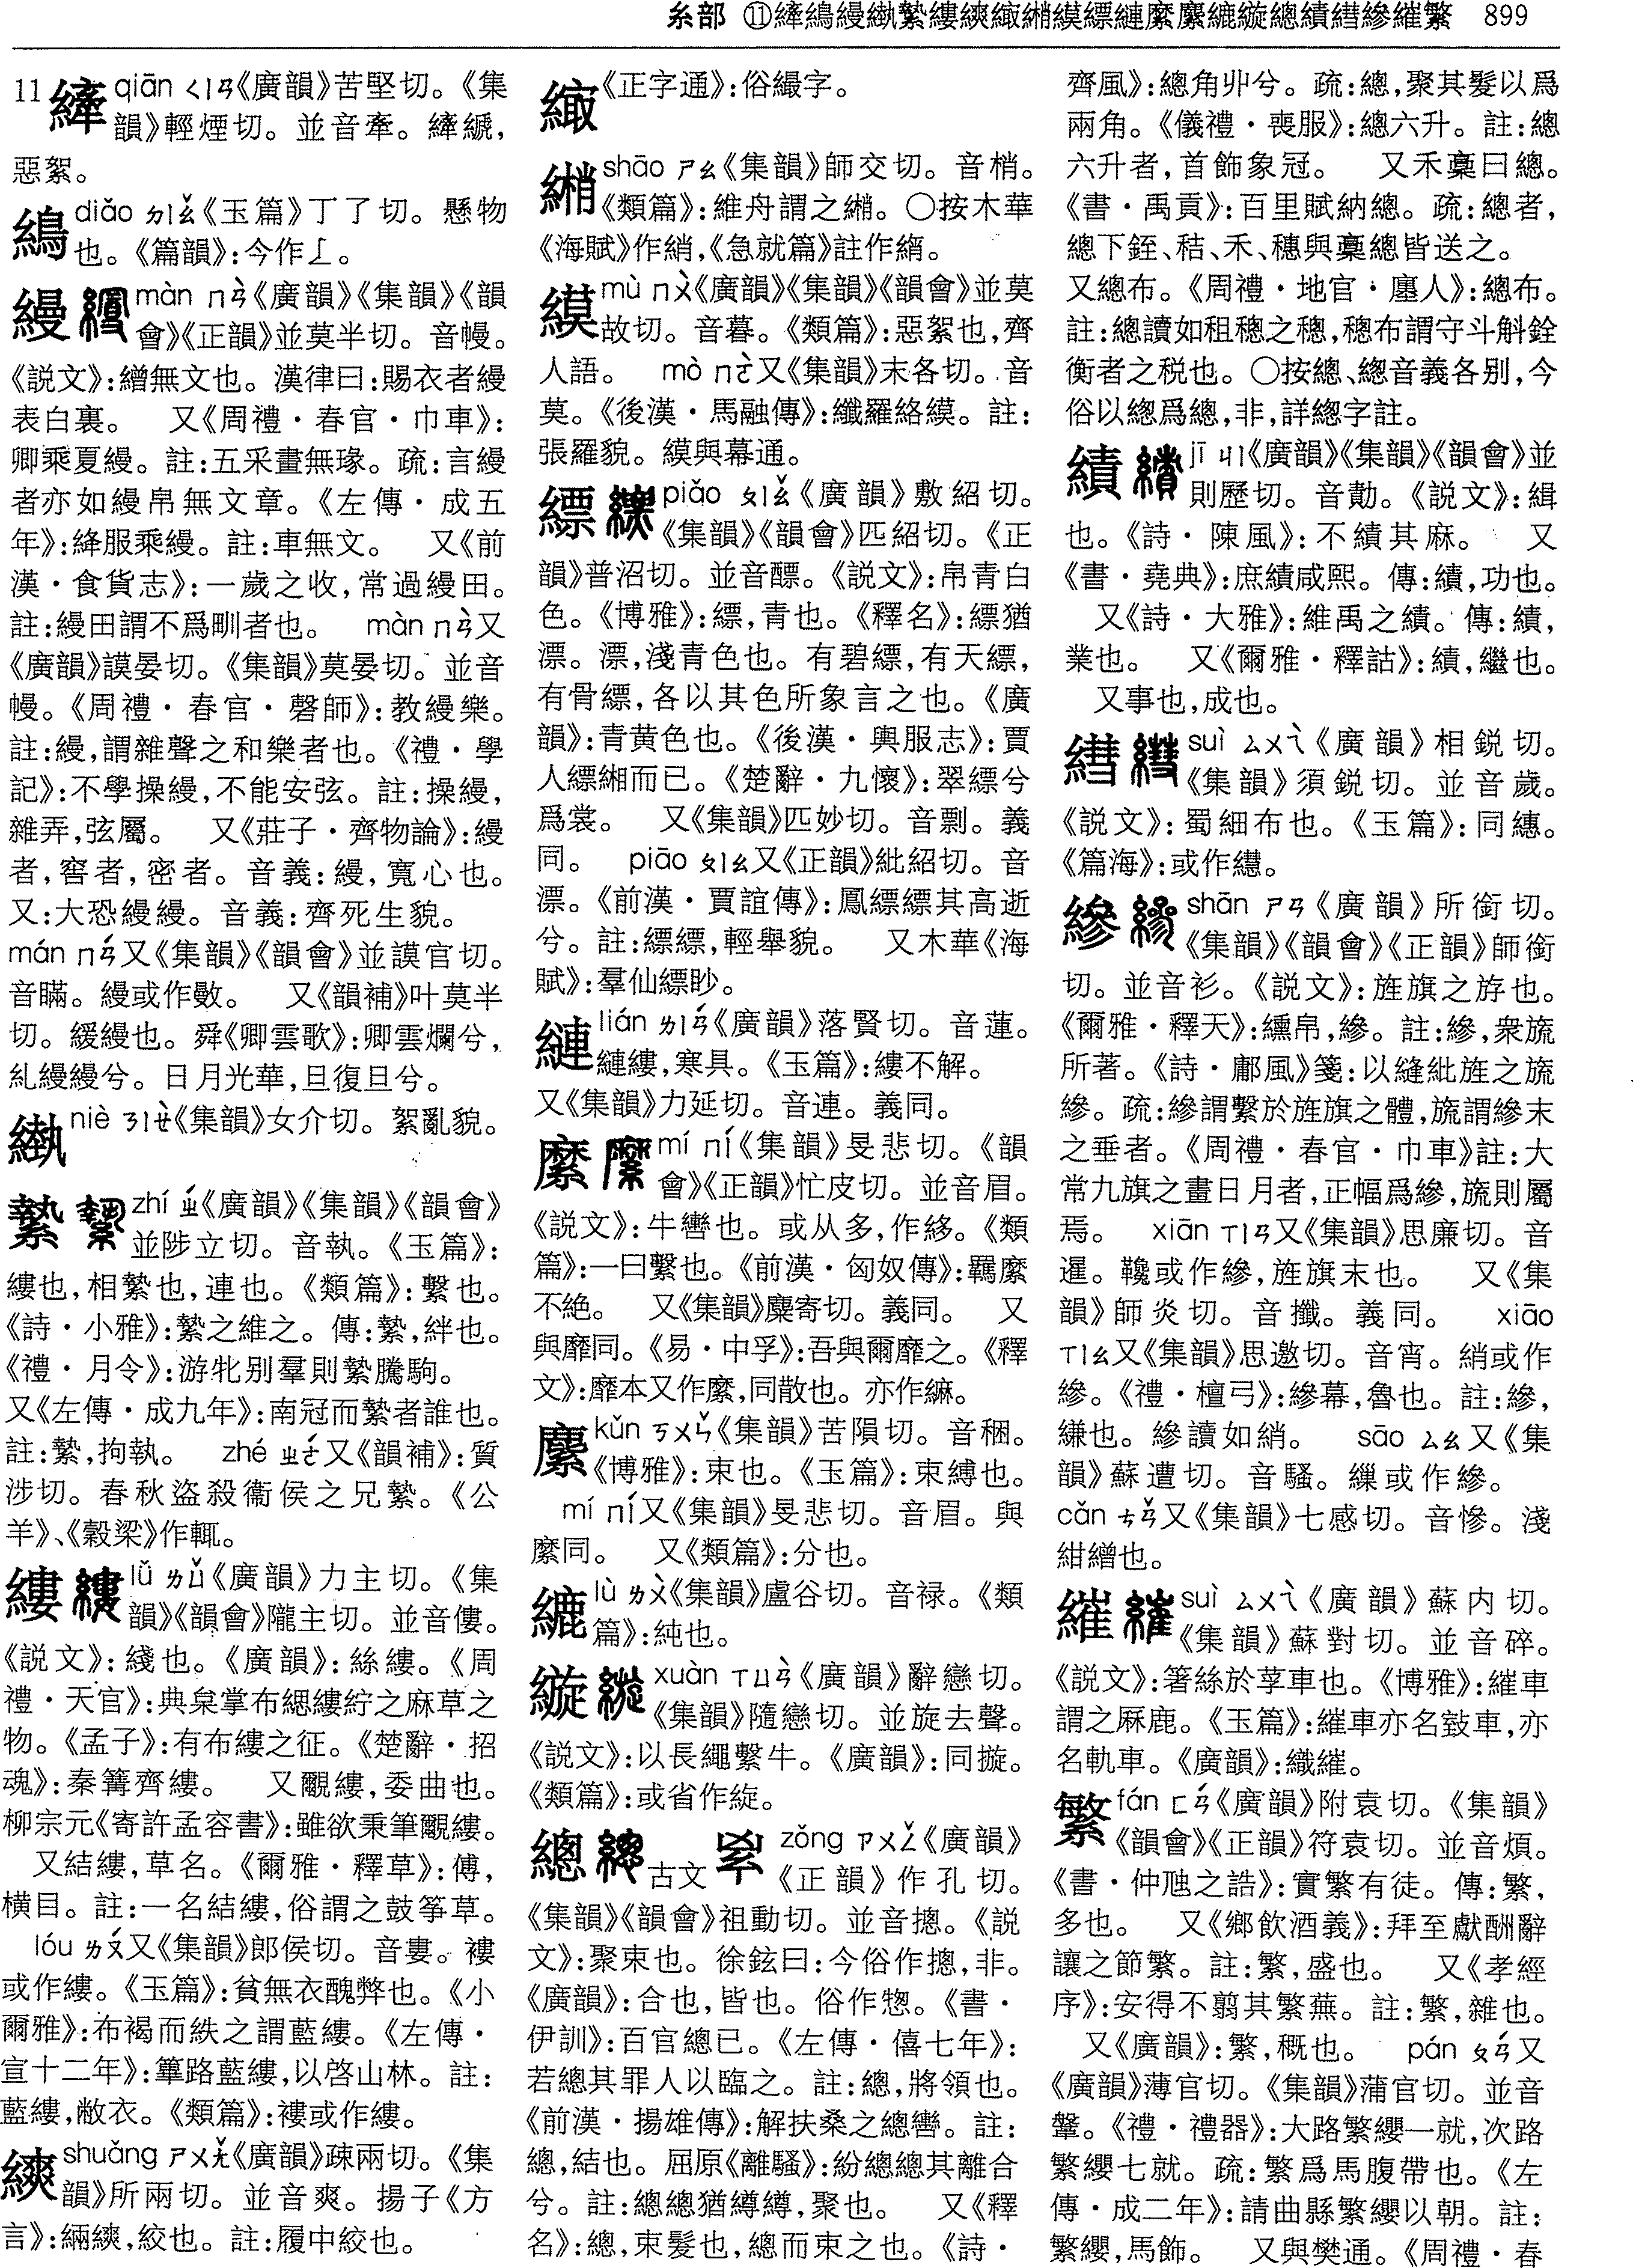 糸部 ⑪縴䌌縵䌜縶縷縔緅綃縸縹縺縻䌕䌒縼總績䌛縿繀繁 899
11 縴 qiān ㄑㄧㄢ《廣韻》苦堅切。《集
韻》輕煙切。並音牽。縴縴,
惡絮。
diǎo ㄉㄧㄠˇ《玉篇》丁了切。懸物
也。《篇韻》:今作𠄏。
縵 màn ㄇㄢˋ《廣韻》《集韻》《韻
會》《正韻》並莫半切。音幔。
《説文》:繒無文也。漢律曰:賜衣者縵
表白裏。 又《周禮・春官・巾車》:
卿乘夏縵。註:五采畫無瑑。疏:言縵
者亦如縵帛無文章。《左傳・成五
年》:絳服乘縵。註:車無文。 又《前
漢・食貨志》:一歲之收,常過縵田。
註:縵田謂不爲甽者也。 màn ㄇㄢˋ又
《廣韻》謨晏切。《集韻》莫晏切。並音
慢。《周禮・春官・磬師》:教縵樂。
註:縵,謂雜聲之和樂者也。《禮・學
記》:不學操縵,不能安弦。註:操縵,
雜弄,弦屬。 又《莊子・齊物論》:縵
者,窖者,密者。音義:縵,寬心也。
又:大恐縵縵。音義:齊死生貌。
mán ㄇㄢˊ又《集韻》《韻會》並謨官切。
音瞞。縵或作㪤。 又《韻補》叶莫半
切。緩縵也。舜《卿雲歌》:卿雲爛兮,
糺縵縵兮。日月光華,旦復旦兮。
niè ㄋㄧㄝˋ《集韻》女介切。絮亂貌。
縶 zhí ㄓˊ《廣韻》《集韻》《韻會》
並陟立切。音執。《玉篇》:
縷也,相縶也,連也。《類篇》:繫也。
《詩・小雅》:縶之維之。傳:縶,絆也。
《禮・月令》:游牝别羣則縶騰駒。
又《左傳・成九年》:南冠而縶者誰也。
註:縶,拘執。 zhé ㄓㄜˊ又《韻補》:質
涉切。春秋盜殺衞侯之兄縶。《公
羊》、《穀梁》作輒。
縷 lǚ ㄌㄩˇ《廣韻》力主切。《集
韻》《韻會》隴主切。並音僂。
《説文》:綫也。《廣韻》:絲縷。《周
禮・天官》:典枲掌布緦縷紵之麻草之
物。《孟子》:有布縷之征。《楚辭・招
魂》:秦篝齊縷。 又覼縷,委曲也。
柳宗元《寄許孟容書》:雖欲秉筆覼縷。
又結縷,草名。《爾雅・釋草》:傅,
横目。註:一名結縷,俗謂之鼓筝草。
lóu ㄌㄡˊ又《集韻》郎侯切。音婁。褸
或作縷。《玉篇》:貧無衣醜弊也。《小
爾雅》:布褐而紩之謂藍縷。《左傳・
宣十二年》:篳路藍縷,以啓山林。註:
藍縷,敝衣。《類篇》:褸或作縷。
縔 shuǎng ㄕㄨㄤˇ《廣韻》疎兩切。《集
韻》所兩切。並音爽。揚子《方
言》:緉縔,絞也。註:履中絞也。
《正字通》:俗繓字。
shāo ㄕㄠ《集韻》師交切。音梢。
《類篇》:維舟謂之䌃。〇按木華
《海賦》作綃,《急就篇》註作縃。
縸 mù ㄇㄨˋ《廣韻》《集韻》《韻會》並莫
故切。音暮。《類篇》:惡絮也,齊
人語。 mò ㄇㄛˋ又《集韻》末各切。音
莫。《後漢・馬融傳》:纖羅絡縸。註:
張羅貌。縸與幕通。
縹 piǎo ㄆㄧㄠˇ《廣韻》敷紹切。
《集韻》《韻會》匹紹切。《正
韻》普沼切。並音醥。《説文》:帛青白
色。《博雅》:縹,青也。《釋名》:縹猶
漂。漂,淺青色也。有碧縹,有天縹,
有骨縹,各以其色所象言之也。《廣
韻》:青黄色也。《後漢・輿服志》:賈
人緗縹而已。《楚辭・九懷》:翠縹兮
爲裳。 又《集韻》匹妙切。音剽。義
同。 piāo ㄆㄧㄠ又《正韻》紕紹切。音
漂。《前漢・賈誼傳》:鳳縹縹其高逝
兮。註:縹縹,輕舉貌。 又木華《海
賦》:羣仙縹眇。
縺 lián ㄌㄧㄢˊ《廣韻》落賢切。音蓮。
縺縷,寒具。《玉篇》:縷不解。
又《集韻》力延切。音連。義同。
縻 mí ㄇㄧˊ《集韻》旻悲切。《韻
會》《正韻》忙皮切。並音眉。
《説文》:牛轡也。或从多,作䋛。《類
篇》:一曰繫也。《前漢・匈奴傳》:羈縻
不絶。 又《集韻》糜寄切。義同。 又
與靡同。《易・中孚》:吾與爾靡之。《釋
文》:靡本又作縻,同散也。亦作䌕。
kǔn ㄎㄨㄣˇ《集韻》苦隕切。音稇。
《博雅》:束也。《玉篇》:束縛也。
mí ㄇㄧˊ又《集韻》旻悲切。音眉。與
縻同。 又《類篇》:分也。
lù ㄌㄨˋ《集韻》盧谷切。音禄。《類
篇》:純也。
縼 xuàn ㄒㄩㄢˋ《廣韻》辭戀切。
《集韻》隨戀切。並旋去聲。
《説文》:以長繩繫牛。《廣韻》:同㨰。
《類篇》:或省作䋢。
總 古文 zǒng ㄗㄨㄥˇ《廣韻》
《正韻》作孔切。
《集韻》《韻會》祖動切。並音摠。《説
文》:聚束也。徐鉉曰:今俗作摠,非。
《廣韻》:合也,皆也。俗作惣。《書・
伊訓》:百官總已。《左傳・僖七年》:
若總其罪人以臨之。註:總,將領也。
《前漢・揚雄傳》:解扶桑之總轡。註:
總,結也。屈原《離騷》:紛總總其離合
兮。註:總總猶繜繜,聚也。 又《釋
名》:總,束髮也,總而束之也。《詩・
齊風》:總角丱兮。疏:總,聚其髮以爲
兩角。《儀禮・喪服》:總六升。註:總
六升者,首飾象冠。 又禾稾曰總。
《書・禹貢》:百里賦納總。疏:總者,
總下銍、秸、禾、穗與稾總皆送之。
又總布。《周禮・地官・廛人》:總布。
註:總讀如租稯之稯,稯布謂守斗斛銓
衡者之税也。〇按總、緫音義各别,今
俗以緫爲總,非,詳緫字註。
績 jī ㄐㄧ《廣韻》《集韻》《韻會》並
則歷切。音勣。《説文》:緝
也。《詩・陳風》:不績其麻。 又
《書・堯典》:庶績咸熙。傳:績,功也。
又《詩・大雅》:維禹之績。傳:績,
業也。 又《爾雅・釋詁》:績,繼也。
又事也,成也。
suì ㄙㄨㄟˋ《廣韻》相鋭切。
《集韻》須鋭切。並音歲。
《説文》:蜀細布也。《玉篇》:同繐。
《篇海》:或作䌢。
縿 shān ㄕㄢ《廣韻》所銜切。
《集韻》《韻會》《正韻》師銜
切。並音衫。《説文》:旌旗之斿也。
《爾雅・釋天》:纁帛,縿。註:縿,衆旒
所著。《詩・鄘風》箋:以縫紕旌之旒
縿。疏:縿謂繫於旌旗之體,旒謂縿末
之垂者。《周禮・春官・巾車》註:大
常九旗之畫日月者,正幅爲縿,旒則屬
焉。 xiān ㄒㄧㄢ又《集韻》思廉切。音
暹。䪜或作縿,旌旗末也。 又《集
韻》師炎切。音攕。義同。 xiāo
ㄒㄧㄠ又《集韻》思邀切。音宵。綃或作
縿。《禮・檀弓》:縿幕,魯也。註:縿,
縑也。縿讀如綃。 sāo ㄙㄠ又《集
韻》蘇遭切。音騷。繅或作縿。
cǎn ㄘㄢˇ又《集韻》七感切。音憯。淺
紺繒也。
繀 suì ㄙㄨㄟˋ《廣韻》蘇内切。
《集韻》蘇對切。並音碎。
《説文》:箸絲於莩車也。《博雅》:繀車
謂之厤鹿。《玉篇》:繀車亦名鼓車,亦
名軌車。《廣韻》:織繀。
繁 fán ㄈㄢˊ《廣韻》附袁切。《集韻》
《韻會》《正韻》符袁切。並音煩。
《書・仲虺之誥》:實繁有徒。傳:繁,
多也。 又《鄉飲酒義》:拜至獻酬辭
讓之節繁。註:繁,盛也。 又《孝經
序》:安得不翦其繁蕪。註:繁,雜也。
又《廣韻》:繁,概也。 pán ㄆㄢˊ又
《廣韻》薄官切。《集韻》蒲官切。並音
鞶。《禮・禮器》:大路繁纓一就,次路
繁纓七就。疏:繁爲馬腹帶也。《左
傳・成二年》:請曲縣繁纓以朝。註:
繁纓,馬飾。 又與樊通。《周禮・春